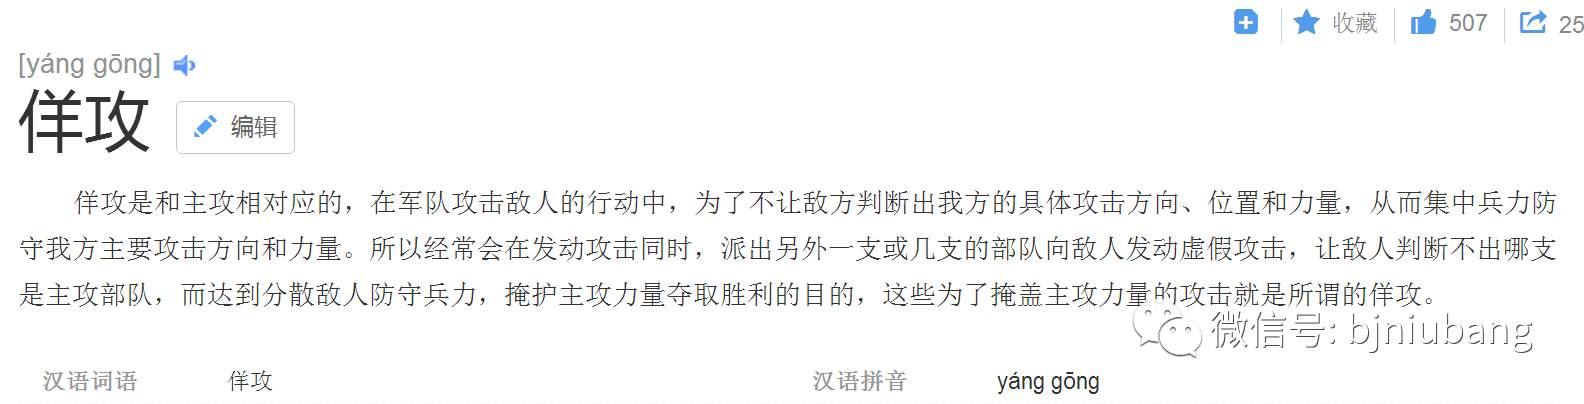 收藏 507 25
[yáng gōng]
佯攻 编辑
佯攻是和主攻相对应的，在军队攻击敌人的行动中，为了不让敌方判断出我方的具体攻击方向、位置和力量，从而集中兵力防
守我方主要攻击方向和力量。所以经常会在发动攻击同时，派出另外一支或几支的部队向敌人发动虚假攻击，让敌人判断不出哪支
是主攻部队，而达到分散敌人防守兵力，掩护主攻力量夺取胜利的目的，这些为了掩盖主攻力量的攻击就是所谓的佯攻。
微信号: bjniubang
汉语词语 佯攻 汉语拼音 yáng gōng